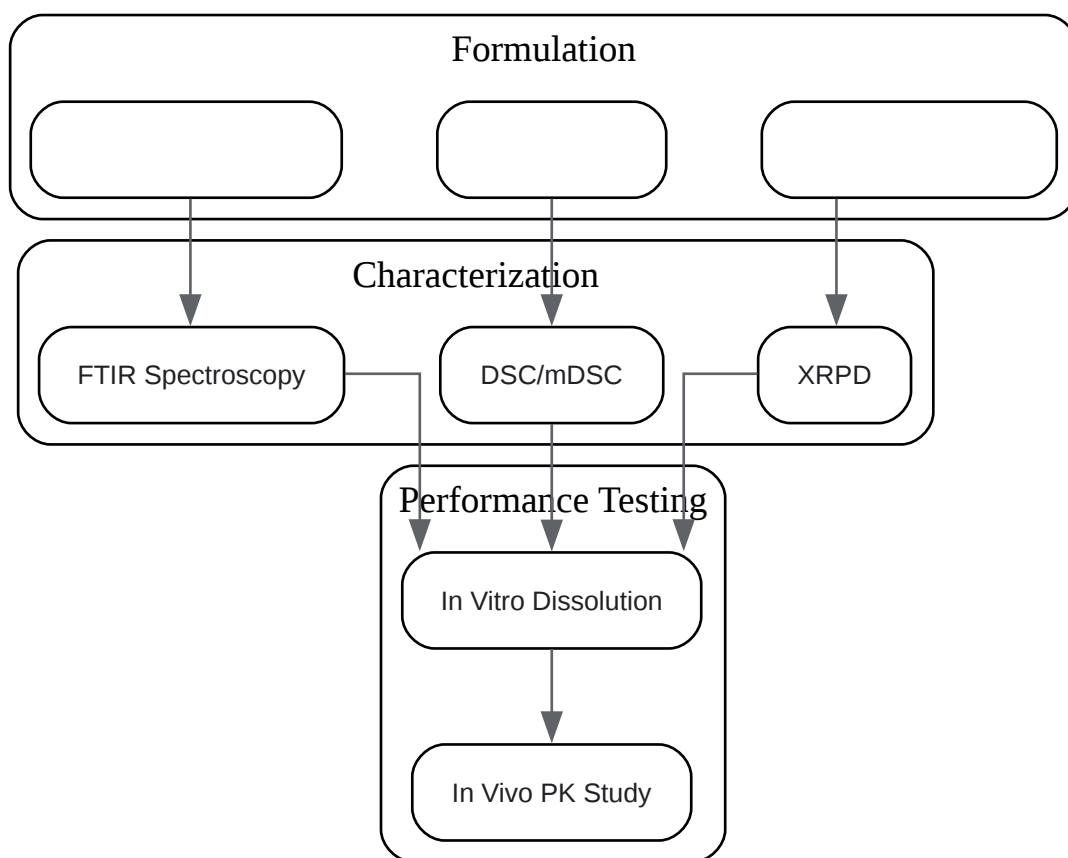 Formulation
Characterization
FTIR Spectroscopy
DSC/mDSC
XRPD
Performance Testing
In Vitro Dissolution
In Vivo PK Study